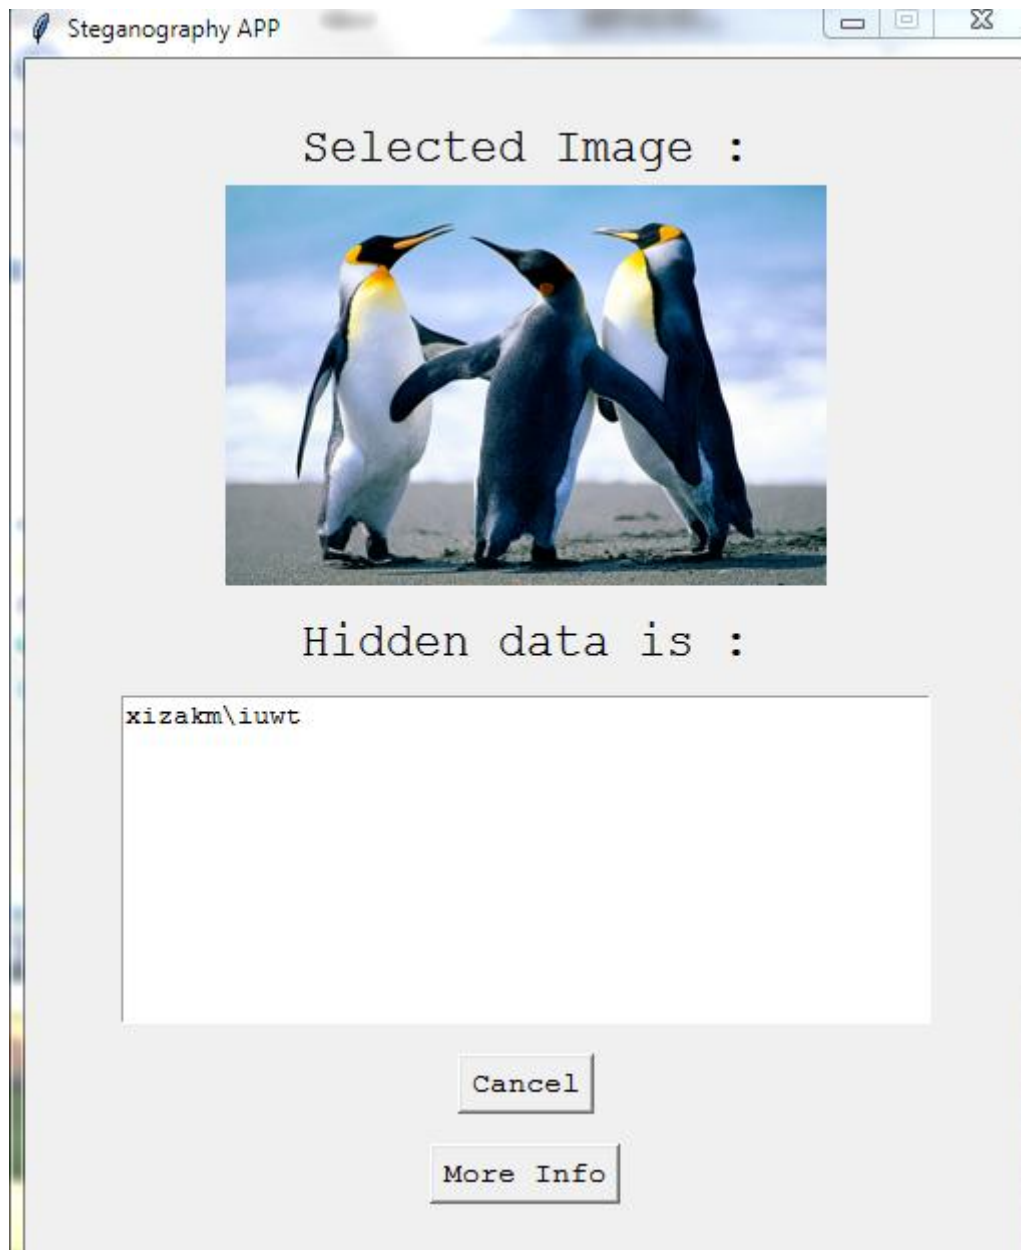 Steganography APP
Selected Image :
Hidden data is :
xizakm\iuwt
Cancel
More Info